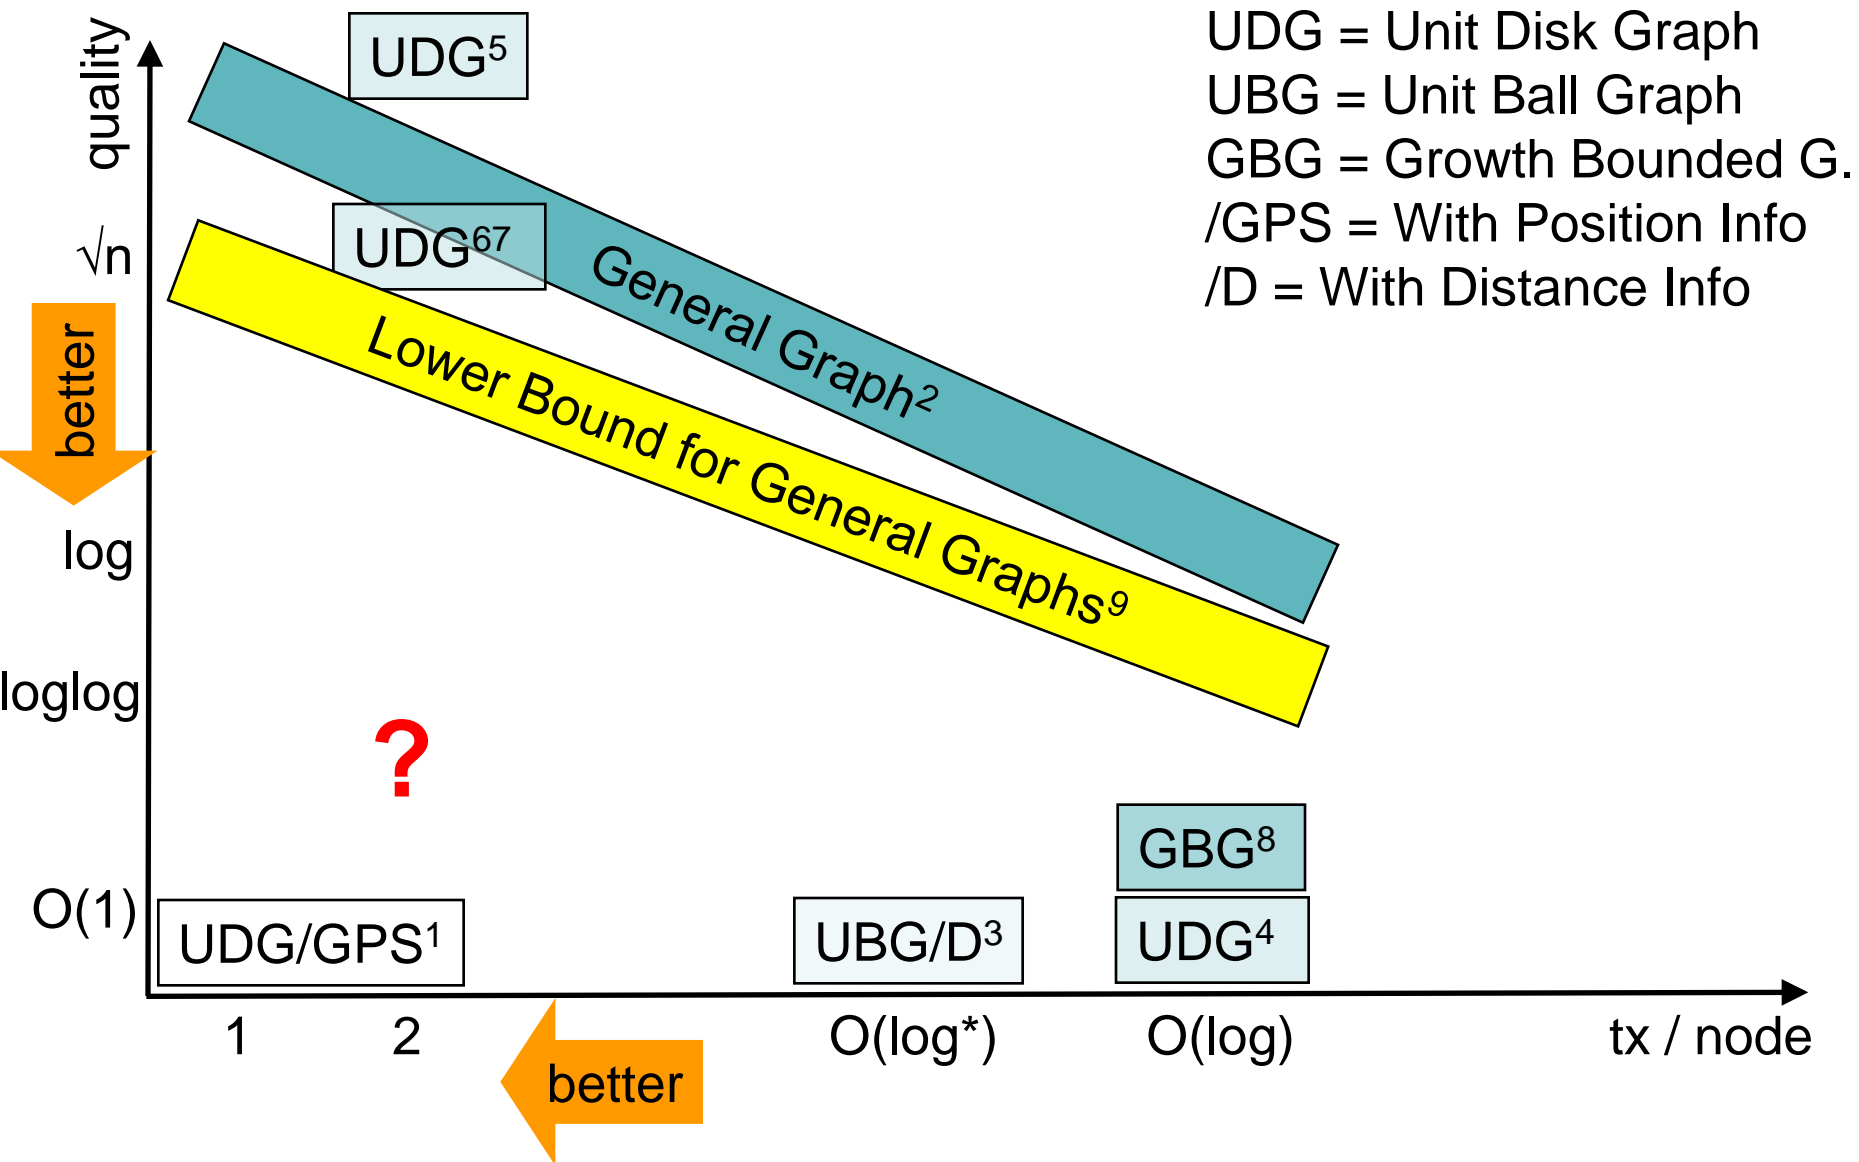 quality
UDG⁵
UDG = Unit Disk Graph
UBG = Unit Ball Graph
GBG = Growth Bounded G.
/GPS = With Position Info
/D = With Distance Info
√n
UDG⁶⁷
General Graph²
better
Lower Bound for General Graphs⁹
log
loglog
?
GBG⁸
O(1)
UDG/GPS¹
UBG/D³
UDG⁴
1
2
O(log*)
O(log)
tx / node
better